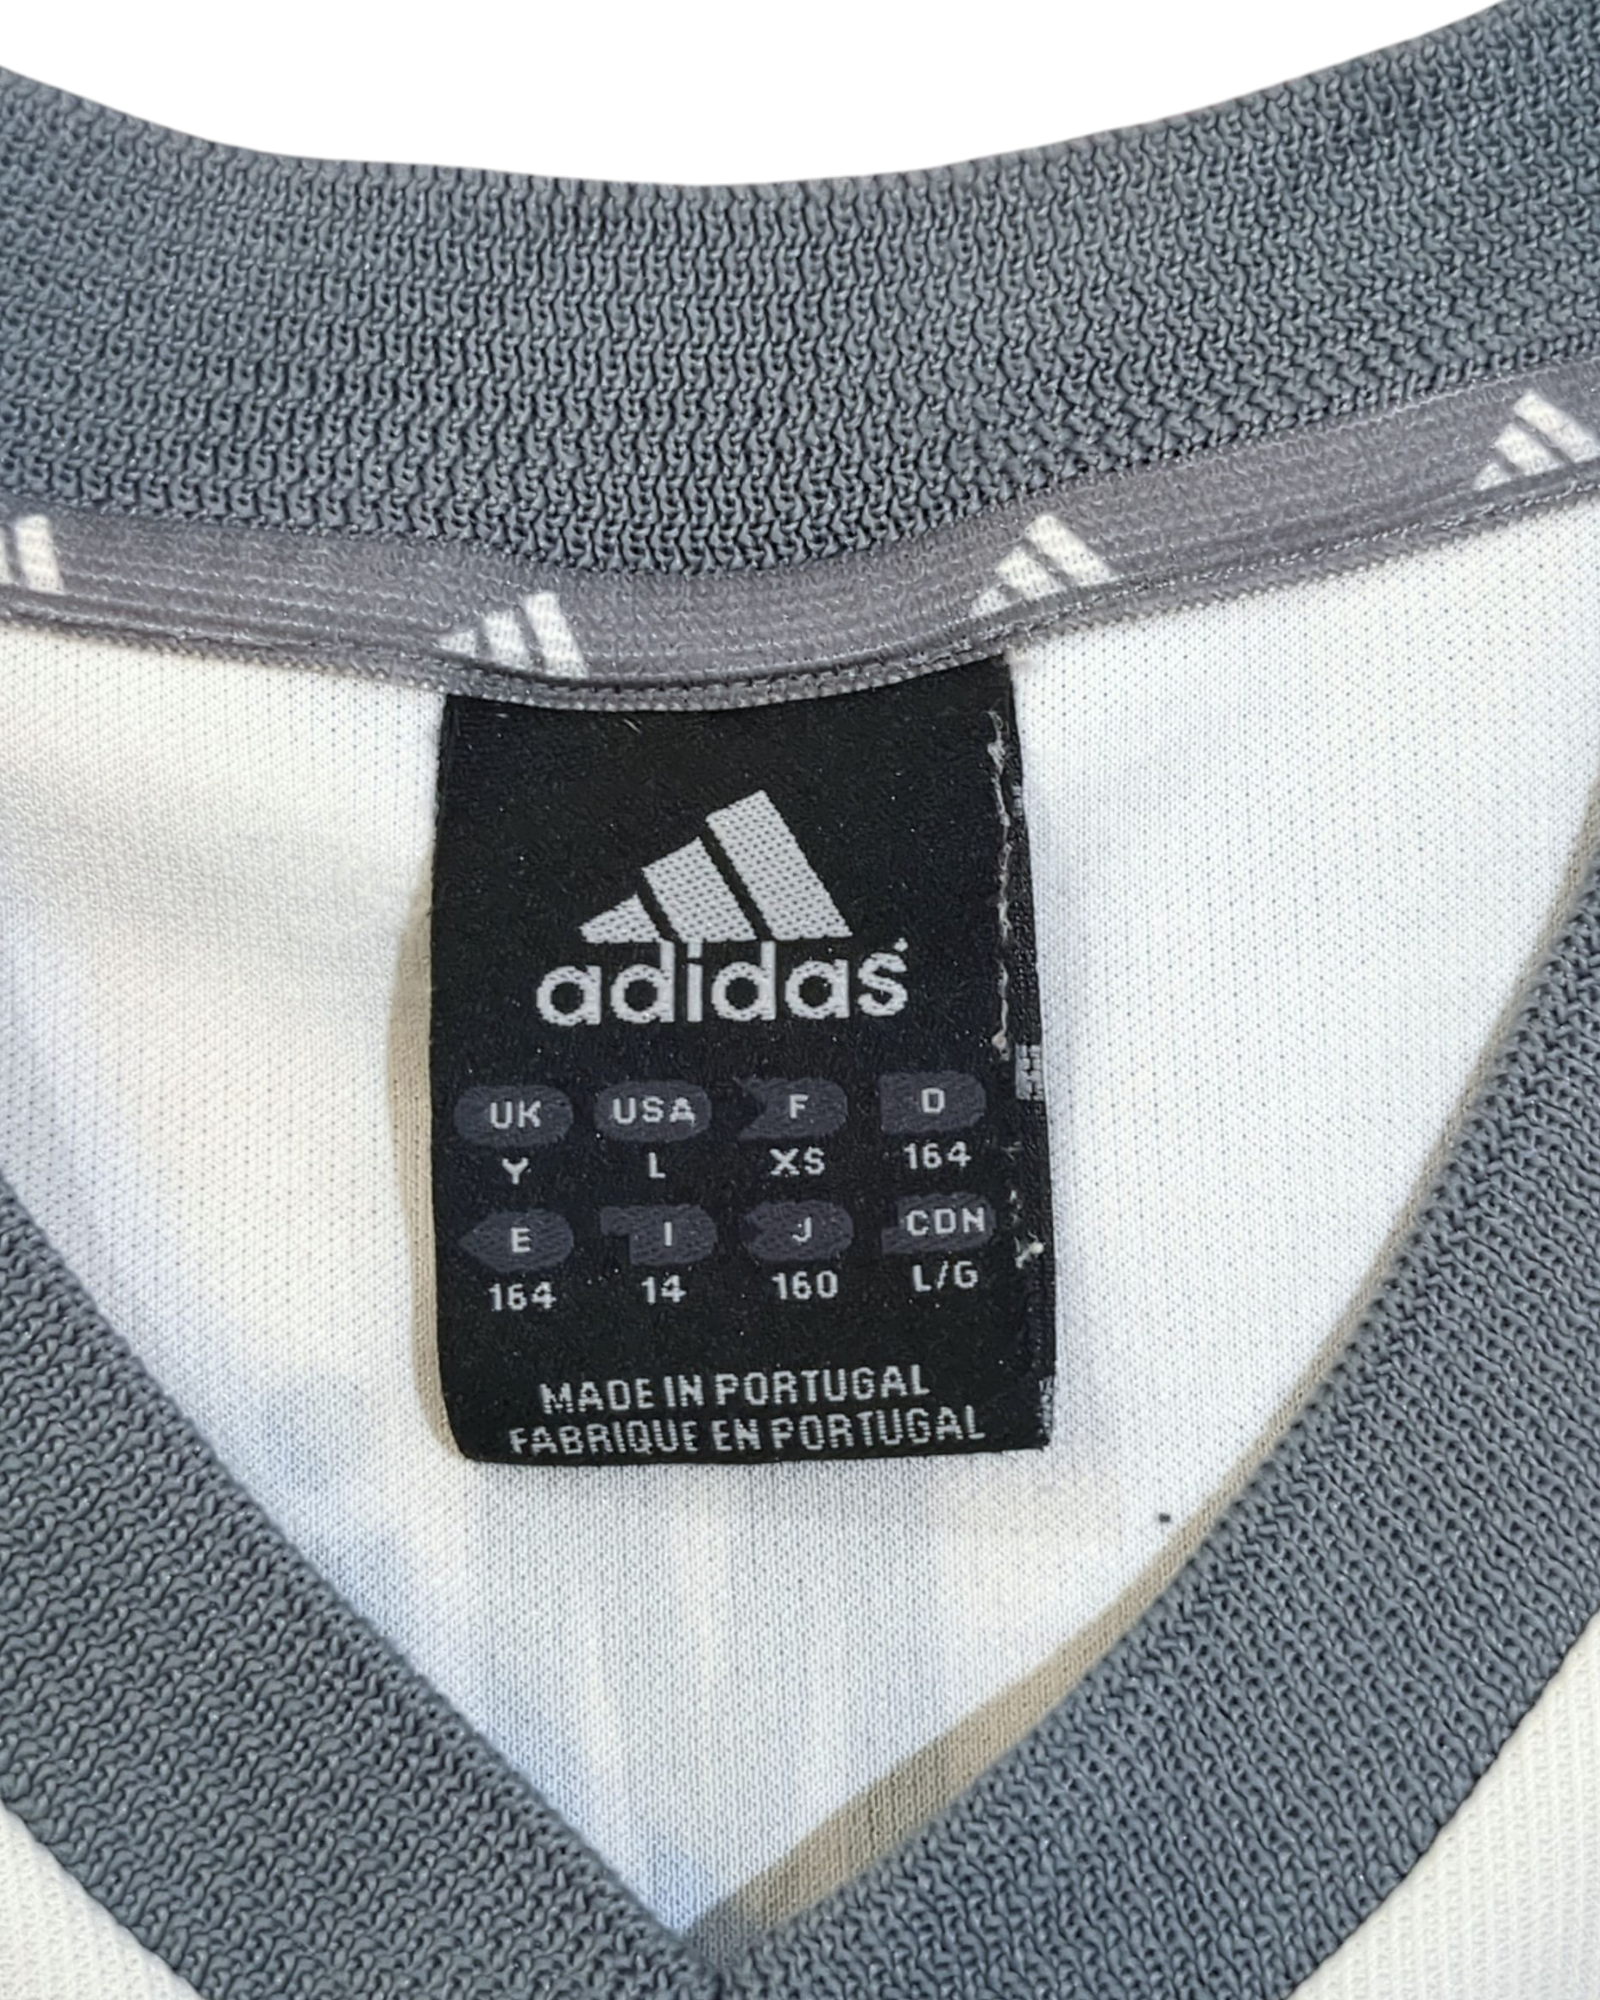 adidas
UK USA F D
Y L XS 164
E I J CDN
164 14 160 L/G
MADE IN PORTUGAL
FABRIQUE EN PORTUGAL